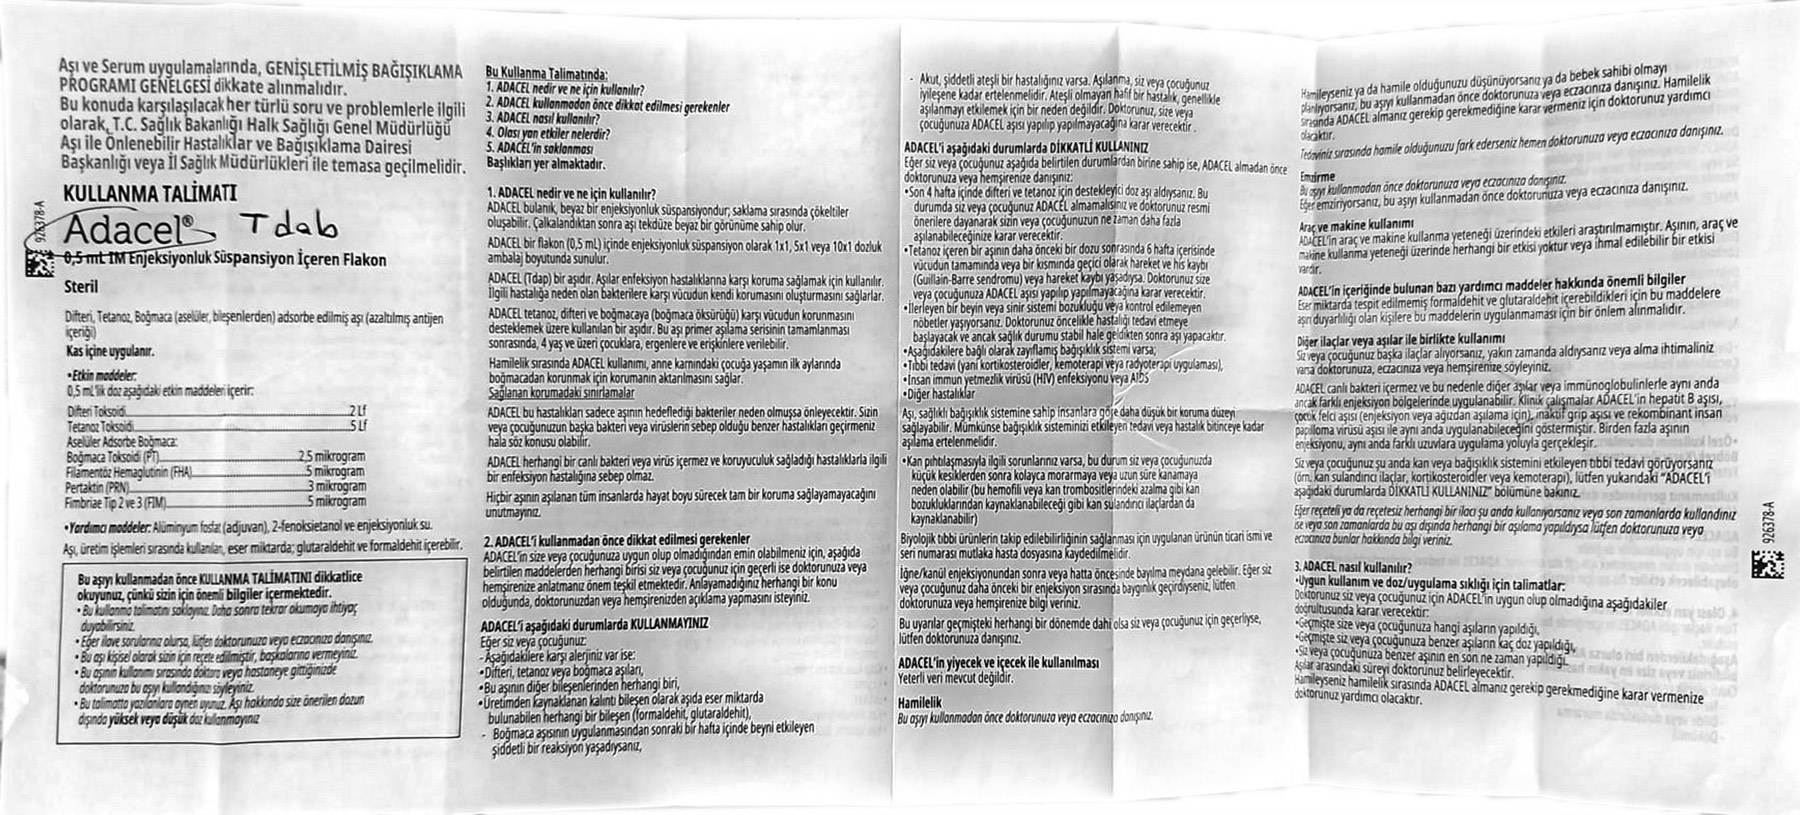 Aşı ve Serum uygulamalarında, GENİŞLETİLMİŞ BAĞIŞIKLAMA
PROGRAMI GENELGESİ dikkate alınmalıdır.
Bu konuda karşılaşılacak her türlü soru ve problemlerle ilgili
olarak, T.C. Sağlık Bakanlığı Halk Sağlığı Genel Müdürlüğü
Aşı ile Önlenebilir Hastalıklar ve Bağışıklama Dairesi
Başkanlığı veya İl Sağlık Müdürlükleri ile temasa geçilmelidir.
KULLANMA TALİMATI
926378-A
Adacel® Tdab
0,5 mL IM Enjeksiyonluk Süspansiyon İçeren Flakon
Steril
Difteri, Tetanoz, Boğmaca (aselüler, bileşenlerden) adsorbe edilmiş aşı (azaltılmış antijen
içeriği)
Kas içine uygulanır.
•Etkin maddeler:
0,5 mL'lik doz aşağıdaki etkin maddeleri içerir:
Difteri Toksoidi 2 Lf
Tetanoz Toksoidi 5 Lf
Aselüler Adsorbe Boğmaca:
Boğmaca Toksoidi (PT) 2,5 mikrogram
Filamentöz Hemaglutinin (FHA) 5 mikrogram
Pertaktin (PRN) 3 mikrogram
Fimbriae Tip 2 ve 3 (FIM) 5 mikrogram
•Yardımcı maddeler: Alüminyum fosfat (adjuvan), 2-fenoksietanol ve enjeksiyonluk su.
Aşı, üretim işlemleri sırasında kullanılan, eser miktarda; glutaraldehit ve formaldehit içerebilir.
Bu aşıyı kullanmadan önce KULLANMA TALİMATINI dikkatlice
okuyunuz, çünkü sizin için önemli bilgiler içermektedir.
• Bu kullanma talimatını saklayınız. Daha sonra tekrar okumaya ihtiyaç
duyabilirsiniz.
• Eğer ilave sorularınız olursa, lütfen doktorunuza veya eczacınıza danışınız.
• Bu aşı kişisel olarak sizin için reçete edilmiştir, başkalarına vermeyiniz.
• Bu aşının kullanımı sırasında doktora veya hastaneye gittiğinizde
doktorunuza bu aşıyı kullandığınızı söyleyiniz.
• Bu talimatta yazılanlara aynen uyunuz. Aşı hakkında size önerilen dozun
dışında yüksek veya düşük doz kullanmayınız
Bu Kullanma Talimatında:
1. ADACEL nedir ve ne için kullanılır?
2. ADACEL kullanmadan önce dikkat edilmesi gerekenler
3. ADACEL nasıl kullanılır?
4. Olası yan etkiler nelerdir?
5. ADACEL'in saklanması
Başlıkları yer almaktadır.
1. ADACEL nedir ve ne için kullanılır?
ADACEL bulanık, beyaz bir enjeksiyonluk süspansiyondur; saklama sırasında çökeltiler
oluşabilir. Çalkalandıktan sonra aşı tekdüze beyaz bir görünüme sahip olur.
ADACEL bir flakon (0,5 mL) içinde enjeksiyonluk süspansiyon olarak 1x1, 5x1 veya 10x1 dozluk
ambalaj boyutunda sunulur.
ADACEL (Tdap) bir aşıdır. Aşılar enfeksiyon hastalıklarına karşı koruma sağlamak için kullanılır.
İlgili hastalığa neden olan bakterilere karşı vücudun kendi korumasını oluşturmasını sağlarlar.
ADACEL tetanoz, difteri ve boğmacaya (boğmaca öksürüğü) karşı vücudun korunmasını
desteklemek üzere kullanılan bir aşıdır. Bu aşı primer aşılama serisinin tamamlanması
sonrasında, 4 yaş ve üzeri çocuklara, ergenlere ve erişkinlere verilebilir.
Hamilelik sırasında ADACEL kullanımı, anne karnındaki çocuğa yaşamın ilk aylarında
boğmacadan korunmak için korumanın aktarılmasını sağlar.
Sağlanan korumadaki sınırlamalar
ADACEL bu hastalıkları sadece aşının hedeflediği bakteriler neden olmuşsa önleyecektir. Sizin
veya çocuğunuzun başka bakteri veya virüslerin sebep olduğu benzer hastalıkları geçirmeniz
hala söz konusu olabilir.
ADACEL herhangi bir canlı bakteri veya virüs içermez ve koruyuculuk sağladığı hastalıklarla ilgili
bir enfeksiyon hastalığına sebep olmaz.
Hiçbir aşının aşılanan tüm insanlarda hayat boyu sürecek tam bir koruma sağlayamayacağını
unutmayınız.
2. ADACEL'i kullanmadan önce dikkat edilmesi gerekenler
ADACEL'in size veya çocuğunuza uygun olup olmadığından emin olabilmeniz için, aşağıda
belirtilen maddelerden herhangi birisi siz veya çocuğunuz için geçerli ise doktorunuza veya
hemşirenize anlatmanız önem teşkil etmektedir. Anlayamadığınız herhangi bir konu
olduğunda, doktorunuzdan veya hemşirenizden açıklama yapmasını isteyiniz.
ADACEL'i aşağıdaki durumlarda KULLANMAYINIZ
Eğer siz veya çocuğunuz:
- Aşağıdakilere karşı alerjiniz var ise:
•Difteri, tetanoz veya boğmaca aşıları,
•Bu aşının diğer bileşenlerinden herhangi biri,
•Üretimden kaynaklanan kalıntı bileşen olarak aşıda eser miktarda
bulunabilen herhangi bir bileşen (formaldehit, glutaraldehit),
- Boğmaca aşısının uygulanmasından sonraki bir hafta içinde beyni etkileyen
şiddetli bir reaksiyon yaşadıysanız,
- Akut, şiddetli ateşli bir hastalığınız varsa. Aşılanma, siz veya çocuğunuz
iyileşene kadar ertelenmelidir. Ateşli olmayan hafif bir hastalık, genellikle
aşılanmayı etkilemek için bir neden değildir. Doktorunuz, size veya
çocuğunuza ADACEL aşısı yapılıp yapılmayacağına karar verecektir .
ADACEL'i aşağıdaki durumlarda DİKKATLİ KULLANINIZ
Eğer siz veya çocuğunuz aşağıda belirtilen durumlardan birine sahip ise, ADACEL almadan önce
doktorunuza veya hemşirenize danışınız:
•Son 4 hafta içinde difteri ve tetanoz için destekleyici doz aşı aldıysanız. Bu
durumda siz veya çocuğunuz ADACEL almamalısınız ve doktorunuz resmi
önerilere dayanarak sizin veya çocuğunuzun ne zaman daha fazla
aşılanabileceğinize karar verecektir.
•Tetanoz içeren bir aşının daha önceki bir dozu sonrasında 6 hafta içerisinde
vücudun tamamında veya bir kısmında geçici olarak hareket ve his kaybı
(Guillain-Barre sendromu) veya hareket kaybı yaşadıysa. Doktorunuz size
veya çocuğunuza ADACEL aşısı yapılıp yapılmayacağına karar verecektir.
•İlerleyen bir beyin veya sinir sistemi bozukluğu veya kontrol edilemeyen
nöbetler yaşıyorsanız. Doktorunuz öncelikle hastalığı tedavi etmeye
başlayacak ve ancak sağlık durumu stabil hale geldikten sonra aşı yapacaktır.
•Aşağıdakilere bağlı olarak zayıflamış bağışıklık sistemi varsa;
•Tıbbi tedavi (yani kortikosteroidler, kemoterapi veya radyoterapi uygulaması),
•İnsan immun yetmezlik virüsü (HIV) enfeksiyonu veya AIDS
•Diğer hastalıklar
Aşı, sağlıklı bağışıklık sistemine sahip insanlara göre daha düşük bir koruma düzeyi
sağlayabilir. Mümkünse bağışıklık sisteminizi etkileyen tedavi veya hastalık bitinceye kadar
aşılama ertelenmelidir.
•Kan pıhtılaşmasıyla ilgili sorunlarınız varsa, bu durum siz veya çocuğunuzda
küçük kesiklerden sonra kolayca morarmaya veya uzun süre kanamaya
neden olabilir (bu hemofili veya kan trombositlerindeki azalma gibi kan
bozukluklarından kaynaklanabileceği gibi kan sulandırıcı ilaçlardan da
kaynaklanabilir)
Biyolojik tıbbi ürünlerin takip edilebilirliğinin sağlanması için uygulanan ürünün ticari ismi ve
seri numarası mutlaka hasta dosyasına kaydedilmelidir.
İğne/kanül enjeksiyonundan sonra veya hatta öncesinde bayılma meydana gelebilir. Eğer siz
veya çocuğunuz daha önceki bir enjeksiyon sırasında baygınlık geçirdiyseniz, lütfen
doktorunuza veya hemşirenize bilgi veriniz.
Bu uyarılar geçmişteki herhangi bir dönemde dahi olsa siz veya çocuğunuz için geçerliyse,
lütfen doktorunuza danışınız.
ADACEL'in yiyecek ve içecek ile kullanılması
Yeterli veri mevcut değildir.
Hamilelik
Bu aşıyı kullanmadan önce doktorunuza veya eczacınıza danışınız.
Hamileyseniz ya da hamile olduğunuzu düşünüyorsanız ya da bebek sahibi olmayı
planlıyorsanız, bu aşıyı kullanmadan önce doktorunuza veya eczacınıza danışınız. Hamilelik
sırasında ADACEL almanız gerekip gerekmediğine karar vermeniz için doktorunuz yardımcı
olacaktır.
Tedaviniz sırasında hamile olduğunuzu fark ederseniz hemen doktorunuza veya eczacınıza danışınız.
Emzirme
Bu aşıyı kullanmadan önce doktorunuza veya eczacınıza danışınız.
Eğer emziriyorsanız, bu aşıyı kullanmadan önce doktorunuza veya eczacınıza danışınız.
Araç ve makine kullanımı
ADACEL'in araç ve makine kullanma yeteneği üzerindeki etkileri araştırılmamıştır. Aşının, araç ve
makine kullanma yeteneği üzerinde herhangi bir etkisi yoktur veya ihmal edilebilir bir etkisi
vardır.
ADACEL'in içeriğinde bulunan bazı yardımcı maddeler hakkında önemli bilgiler
Eser miktarda tespit edilmemiş formaldehit ve glutaraldehit içerebildikleri için bu maddelere
aşırı duyarlılığı olan kişilere bu maddelerin uygulanmaması için bir önlem alınmalıdır.
Diğer ilaçlar veya aşılar ile birlikte kullanımı
Siz veya çocuğunuz başka ilaçlar alıyorsanız, yakın zamanda aldıysanız veya alma ihtimaliniz
varsa doktorunuza, eczacınıza veya hemşirenize söyleyiniz.
ADACEL canlı bakteri içermez ve bu nedenle diğer aşılar veya immünoglobulinlerle aynı anda
ancak farklı enjeksiyon bölgelerinde uygulanabilir. Klinik çalışmalar ADACEL'in hepatit B aşısı,
çocuk felci aşısı (enjeksiyon veya ağızdan aşılama için), inaktif grip aşısı ve rekombinant insan
papilloma virüsü aşısı ile aynı anda uygulanabileceğini göstermiştir. Birden fazla aşının
enjeksiyonu, aynı anda farklı uzuvlara uygulama yoluyla gerçekleşir.
Siz veya çocuğunuz şu anda kan veya bağışıklık sistemini etkileyen tıbbi tedavi görüyorsanız
(örn. kan sulandırıcı ilaçlar, kortikosteroidler veya kemoterapi), lütfen yukarıdaki "ADACEL'i
aşağıdaki durumlarda DİKKATLİ KULLANINIZ" bölümüne bakınız.
Eğer reçeteli ya da reçetesiz herhangi bir ilacı şu anda kullanıyorsanız veya son zamanlarda kullandınız
ise veya son zamanlarda bu aşı dışında herhangi bir aşılama yapıldıysa lütfen doktorunuza veya
eczacınıza bunlar hakkında bilgi veriniz.
3. ADACEL nasıl kullanılır?
•Uygun kullanım ve doz/uygulama sıklığı için talimatlar:
Doktorunuz siz veya çocuğunuz için ADACEL'in uygun olup olmadığına aşağıdakiler
doğrultusunda karar verecektir:
•Geçmişte size veya çocuğunuza hangi aşıların yapıldığı,
•Geçmişte siz veya çocuğunuza benzer aşıların kaç doz yapıldığı,
•Siz veya çocuğunuza benzer aşının en son ne zaman yapıldığı.
Aşılar arasındaki süreyi doktorunuz belirleyecektir.
Hamileyseniz hamilelik sırasında ADACEL almanız gerekip gerekmediğine karar vermenize
doktorunuz yardımcı olacaktır.
926378-A